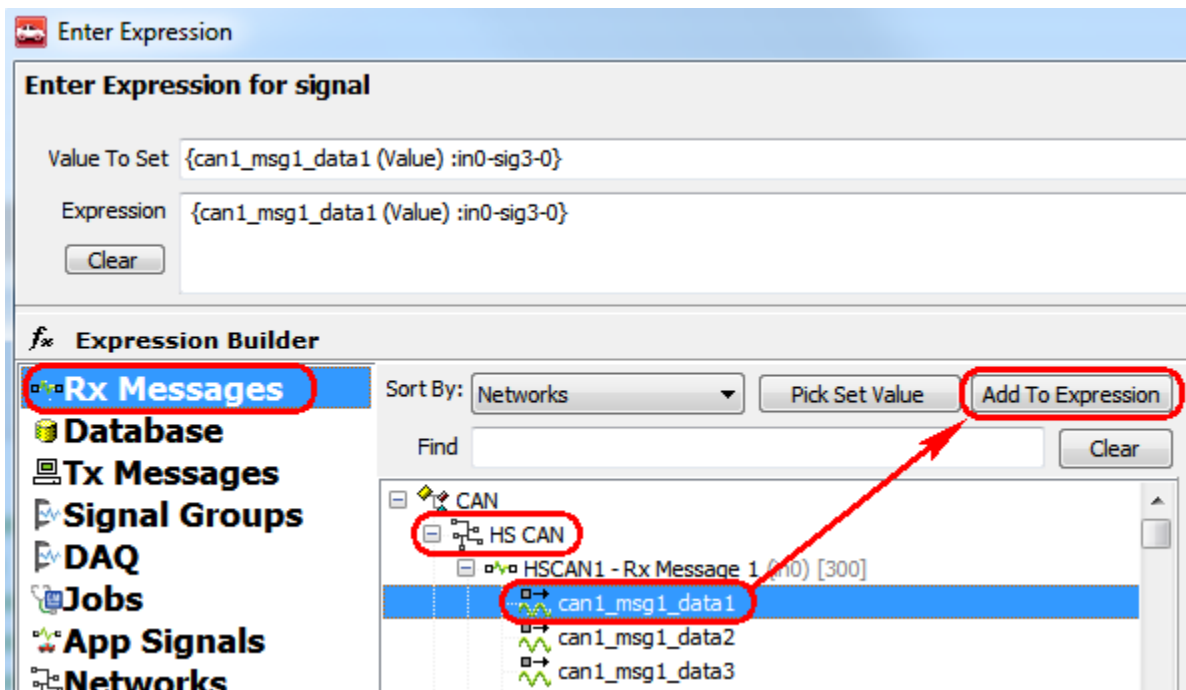 Enter Expression
Enter Expression for signal
Value To Set {can1_msg1_data1 (Value) :in0-sig3-0}
Expression {can1_msg1_data1 (Value) :in0-sig3-0}
Clear
fx Expression Builder
Rx Messages
Database
Tx Messages
Signal Groups
DAQ
Jobs
App Signals
Networks
Sort By: Networks Pick Set Value Add To Expression
Find Clear
CAN
HS CAN
HSCAN1 - Rx Message 1 (in0) [300]
can1_msg1_data1
can1_msg1_data2
can1_msg1_data3